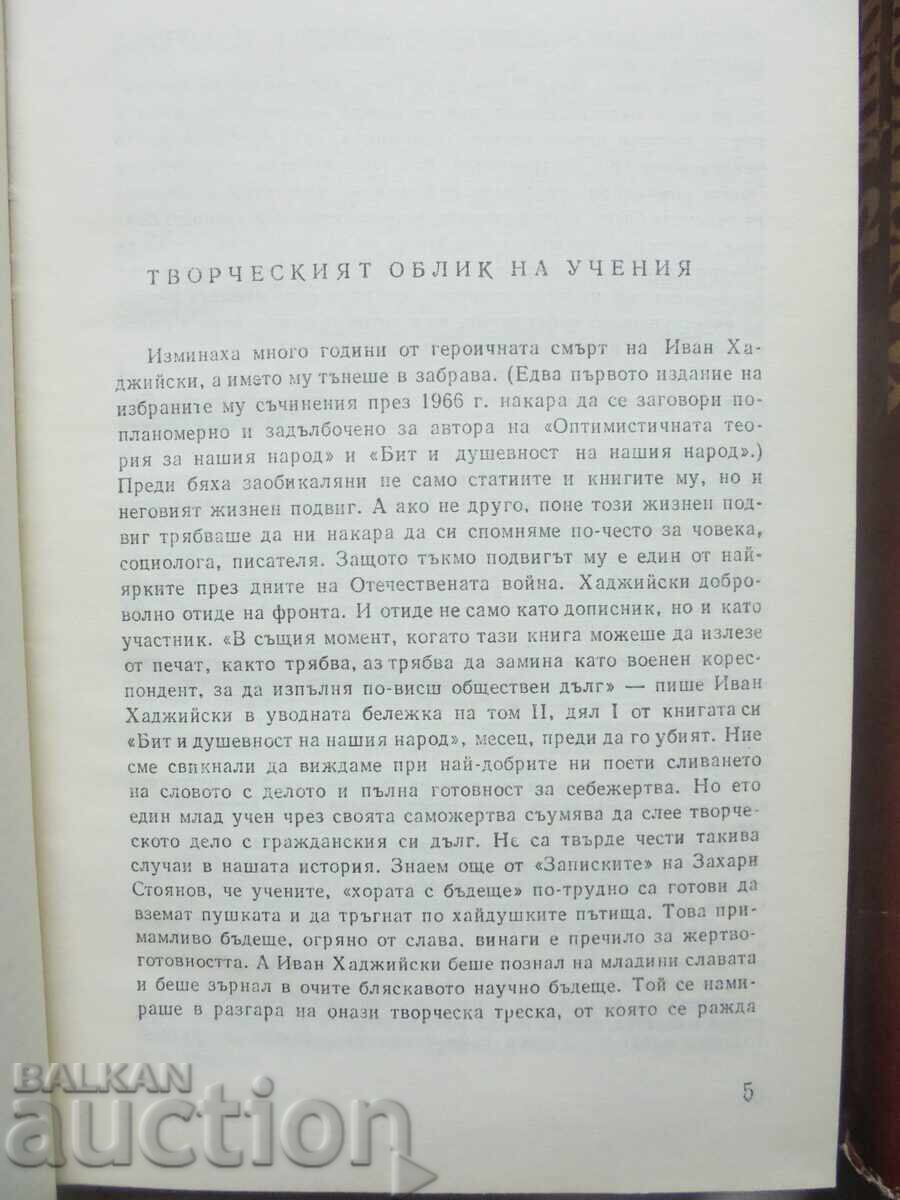 ТВОРЧЕСКИЯТ ОБЛИК НА УЧЕНИЯ
Изминаха много години от героичната смърт на Иван Ха-
джийски, а името му тънеше в забрава. (Едва първото издание на
избраните му съчинения през 1966 г. накара да се заговори по-
планомерно и задълбочено за автора на «Оптимистичната тео-
рия за нашия народ» и «Бит и душевност на нашия народ».)
Преди бяха заобикаляни не само статиите и книгите му, но и
неговият жизнен подвиг. А ако не друго, поне този жизнен под-
виг трябваше да ни накара да си спомняме по-често за човека,
социолога, писателя. Защото тъкмо подвигът му е един от най-
ярките през дните на Отечествената война. Хаджийски добро-
волно отиде на фронта. И отиде не само като дописник, но и като
участник. «В същия момент, когато тази книга можеше да излезе
от печат, както трябва, аз трябва да замина като военен корес-
пондент, за да изпълня по-висш обществен дълг» — пише Иван
Хаджийски в уводната бележка на том II, дял I от книгата си
«Бит и душевност на нашия народ», месец, преди да го убият. Ние
сме свикнали да виждаме при най-добрите ни поети сливането
на словото с делото и пълна готовност за себежертва. Но ето
един млад учен чрез своята саможертва съумява да слее творче-
ското дело с гражданския си дълг. Не са твърде чести такива
случаи в нашата история. Знаем още от «Записките» на Захари
Стоянов, че учените, «хората с бъдеще» по-трудно са готови да
вземат пушката и да тръгнат по хайдушките пътища. Това при-
мамливо бъдеще, огряно от слава, винаги е пречило за жертво-
готовността. А Иван Хаджийски беше познал на младини славата
и беше зърнал в очите бляскавото научно бъдеще. Той се нами-
раше в разгара на онази творческа треска, от която се ражда
5
BALKAN
auction